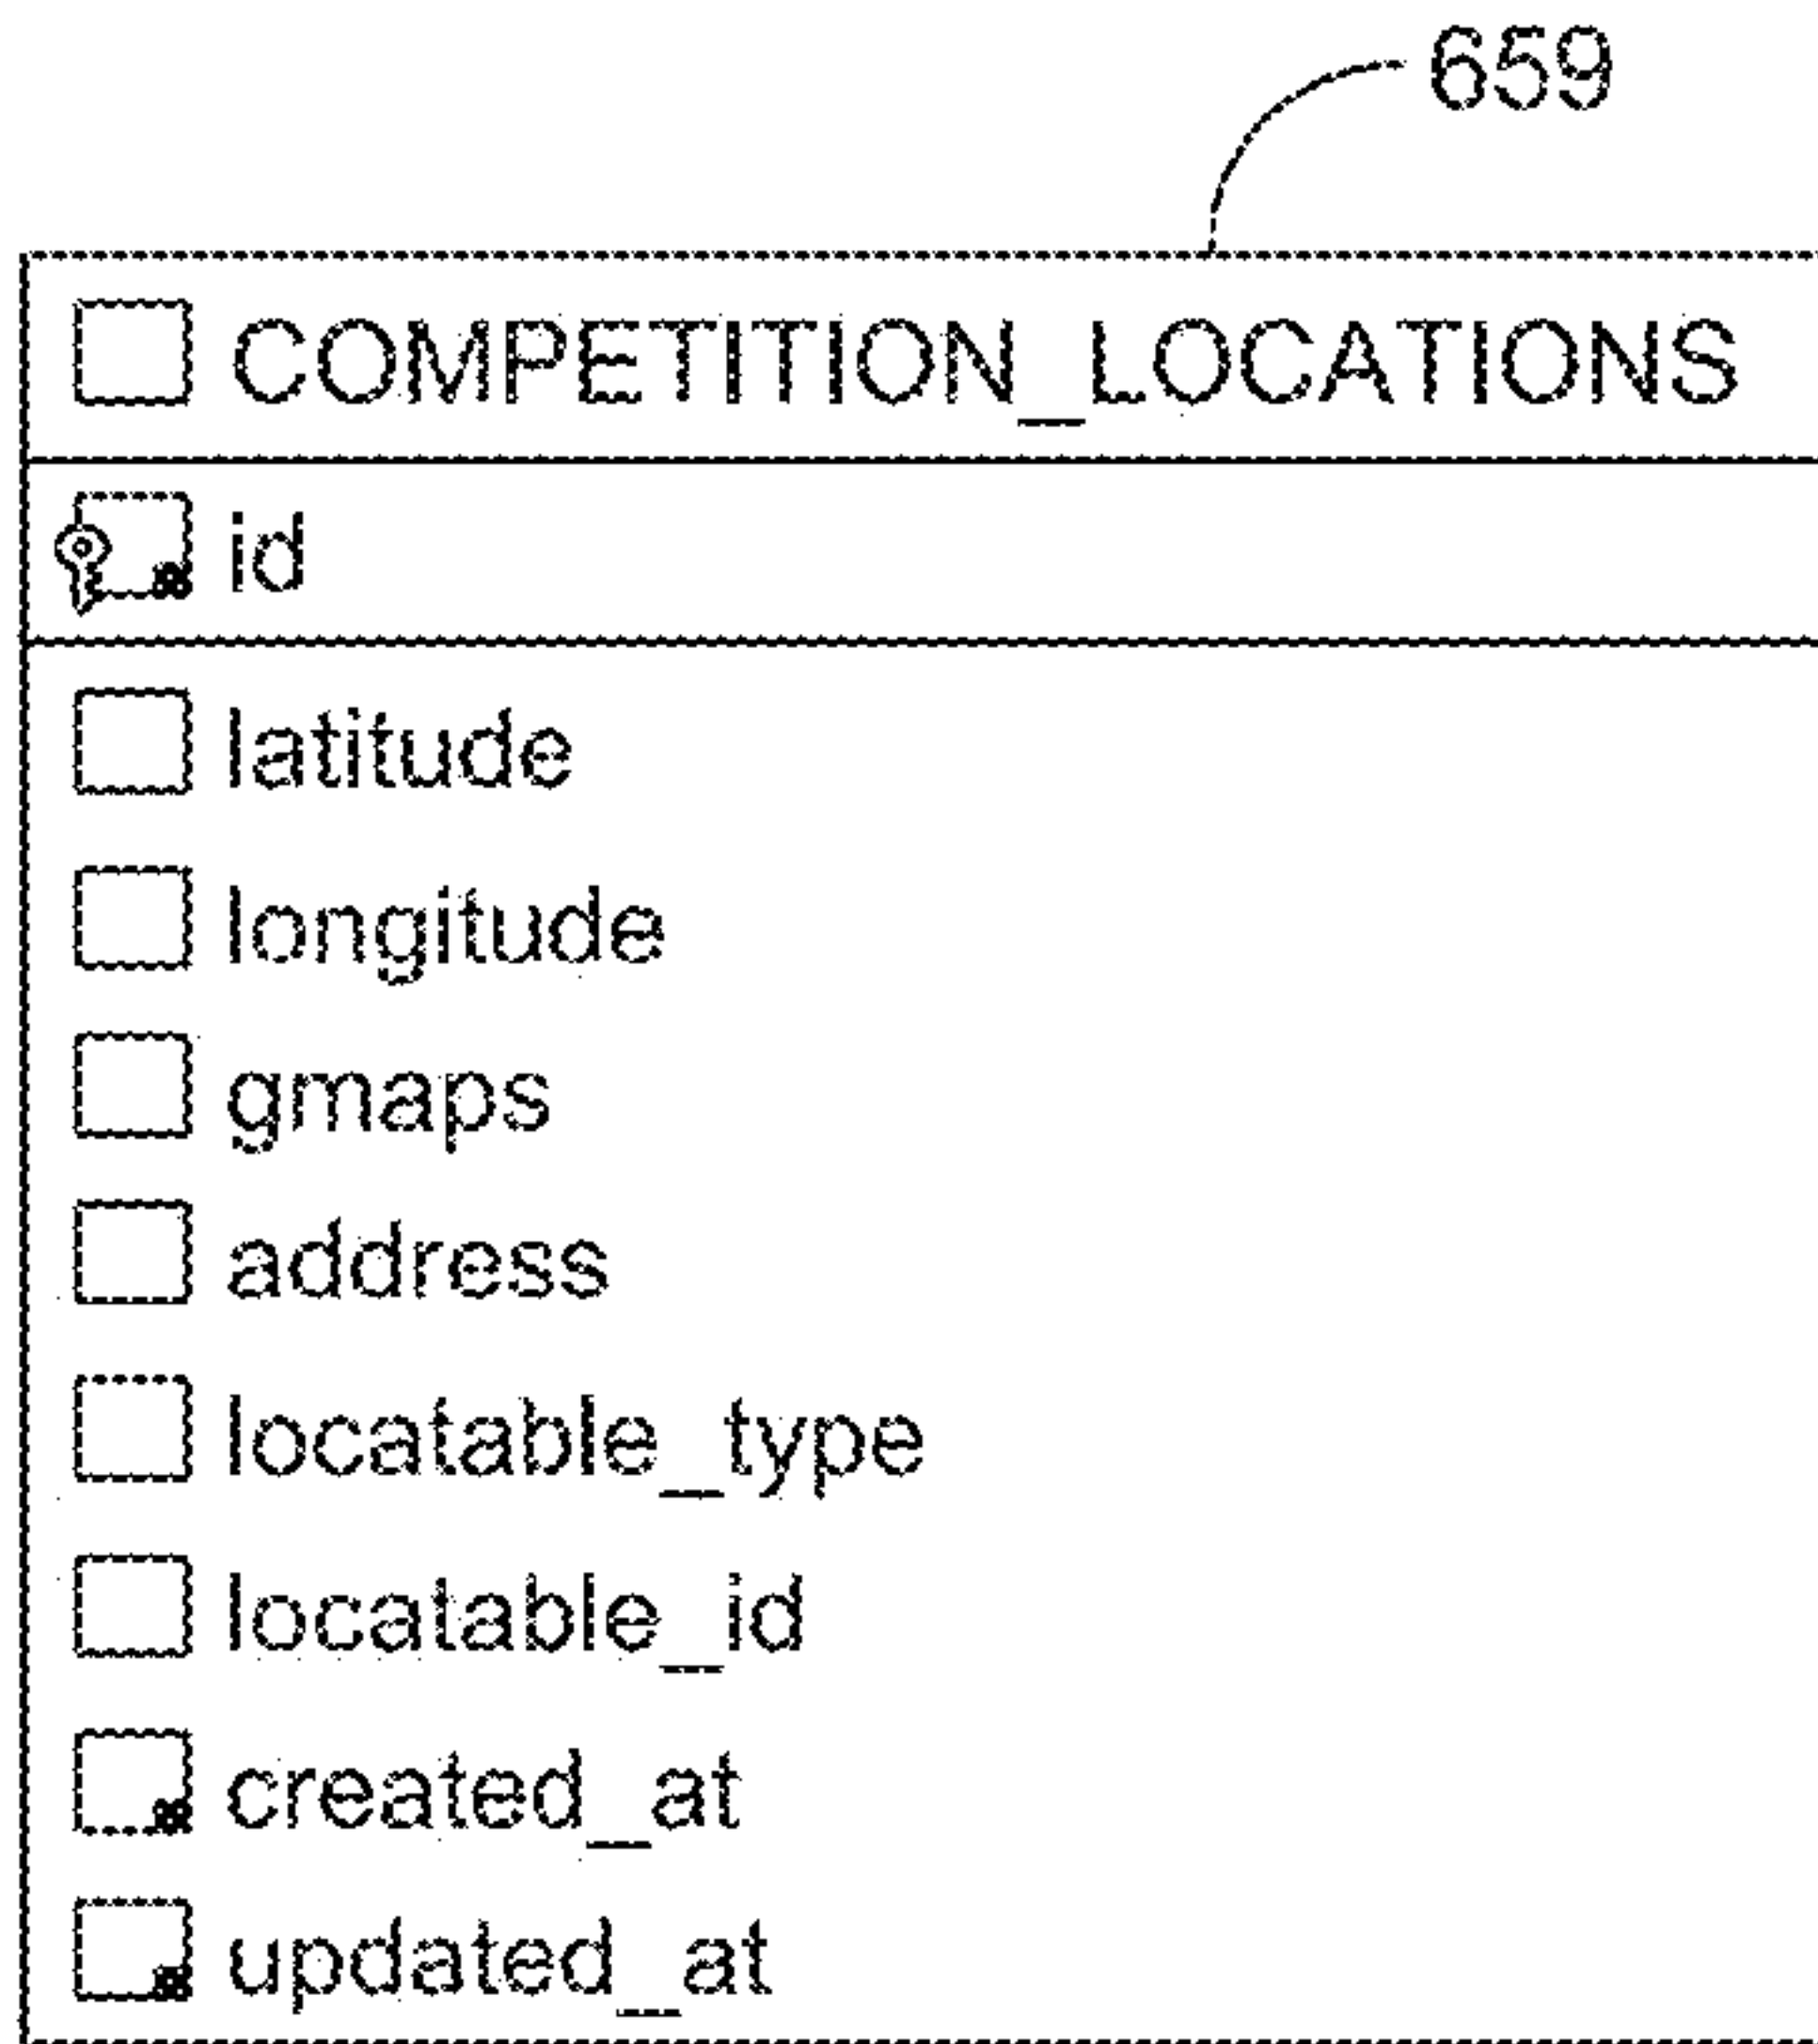 659
COMPETITION_LOCATIONS
id
latitude
longitude
gmaps
address
locatable_type
locatable_id
created_at
updated_at